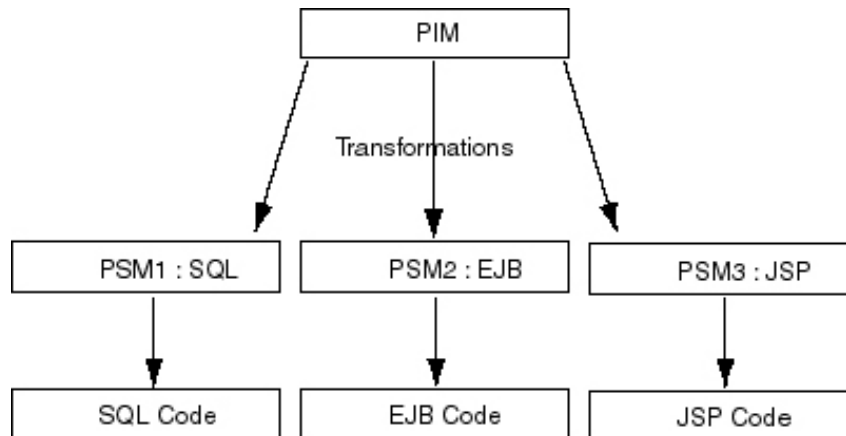 PIM
Transformations
PSM1 : SQL
PSM2 : EJB
PSM3 : JSP
SQL Code
EJB Code
JSP Code